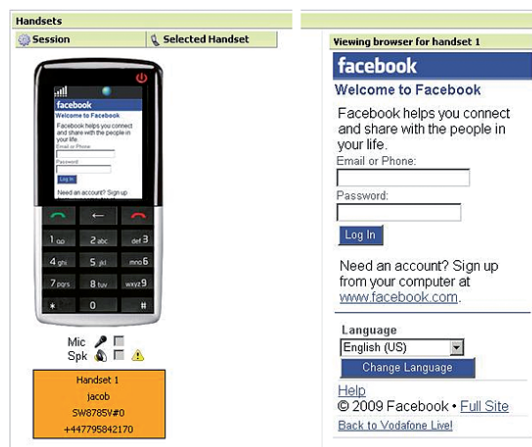 Handsets
Session
Selected Handset
facebook
Welcome to Facebook
Facebook helps you connect
and share with the people in
your life.
Email or Phone:
Password:
Log In
Need an account? Sign up
1
2 abc
def 3
4 ghi
5 jkl
mno 6
7 pqrs
8 tuv
wxyz 9
*
0
#
Mic
Spk
Handset 1
jacob
SW8785V#0
+447795842170
Viewing browser for handset 1
facebook
Welcome to Facebook
Facebook helps you connect
and share with the people in
your life.
Email or Phone:
Password:
Log In
Need an account? Sign up
from your computer at
www.facebook.com.
Language
English (US)
Change Language
Help
© 2009 Facebook • Full Site
Back to Vodafone Live!